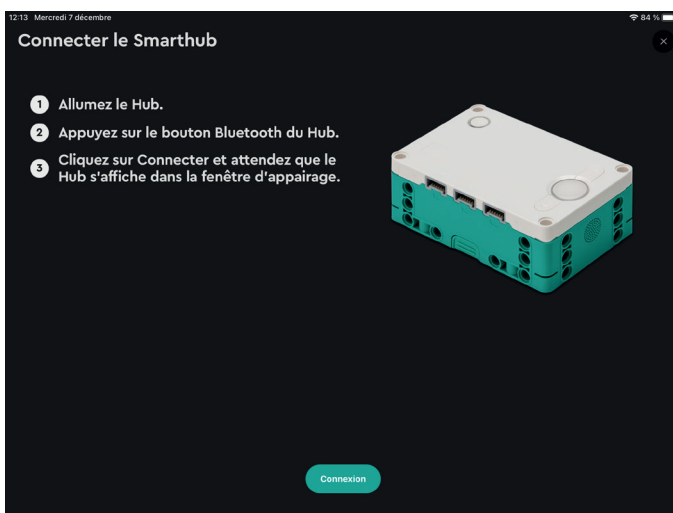 12:13 Mercredi 7 décembre
84 %
Connecter le Smarthub
1 Allumez le Hub.
2 Appuyez sur le bouton Bluetooth du Hub.
3 Cliquez sur Connecter et attendez que le
Hub s'affiche dans la fenêtre d'appairage.
Connexion